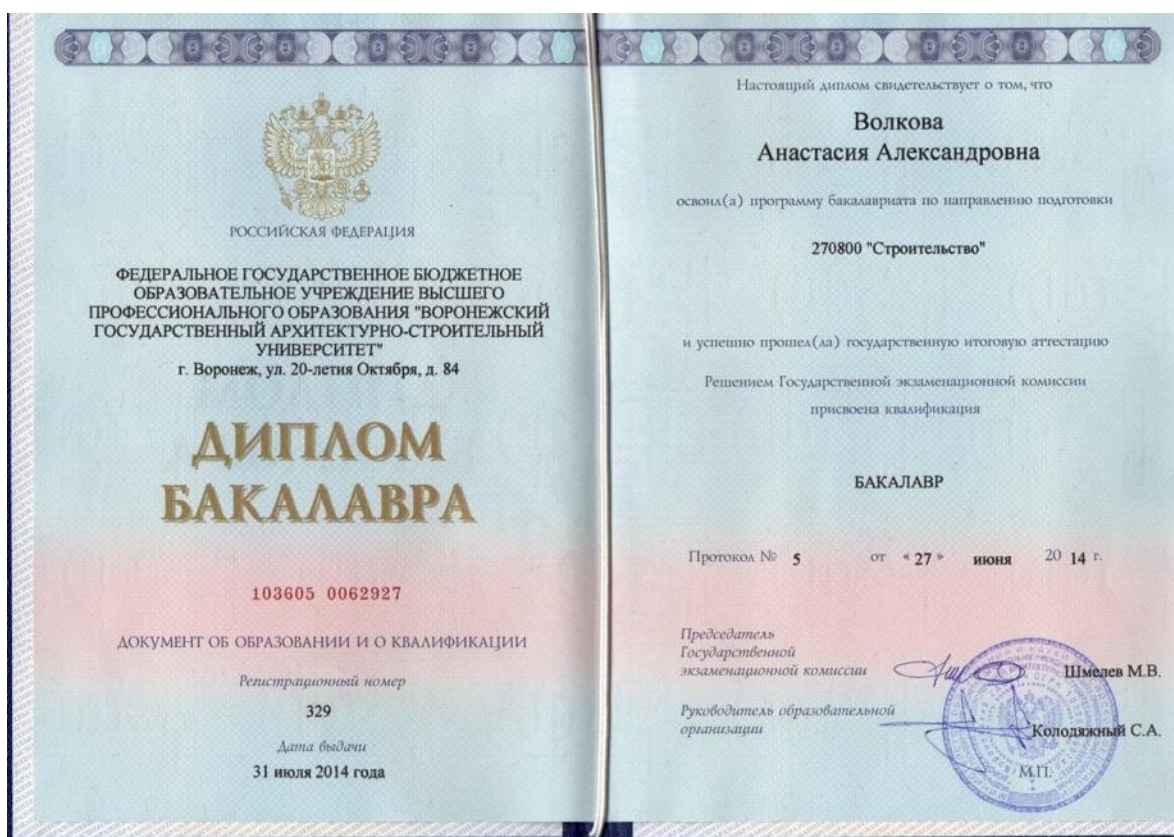 РОССИЙСКАЯ ФЕДЕРАЦИЯ
ФЕДЕРАЛЬНОЕ ГОСУДАРСТВЕННОЕ БЮДЖЕТНОЕ
ОБРАЗОВАТЕЛЬНОЕ УЧРЕЖДЕНИЕ ВЫСШЕГО
ПРОФЕССИОНАЛЬНОГО ОБРАЗОВАНИЯ "ВОРОНЕЖСКИЙ
ГОСУДАРСТВЕННЫЙ АРХИТЕКТУРНО-СТРОИТЕЛЬНЫЙ
УНИВЕРСИТЕТ"
г. Воронеж, ул. 20-летия Октября, д. 84
ДИПЛОМ
БАКАЛАВРА
103605 0062927
ДОКУМЕНТ ОБ ОБРАЗОВАНИИ И О КВАЛИФИКАЦИИ
Регистрационный номер
329
Дата выдачи
31 июля 2014 года
Настоящий диплом свидетельствует о том, что
Волкова
Анастасия Александровна
освоил(а) программу бакалавриата по направлению подготовки
270800 "Строительство"
и успешно прошел(ла) государственную итоговую аттестацию
Решением Государственной экзаменационной комиссии
присвоена квалификация
БАКАЛАВР
Протокол № 5 от « 27 » июня 20 14 г.
Председатель
Государственной
экзаменационной комиссии Шмелев М.В.
Руководитель образовательной
организации Колодяжный С.А.
М.П.